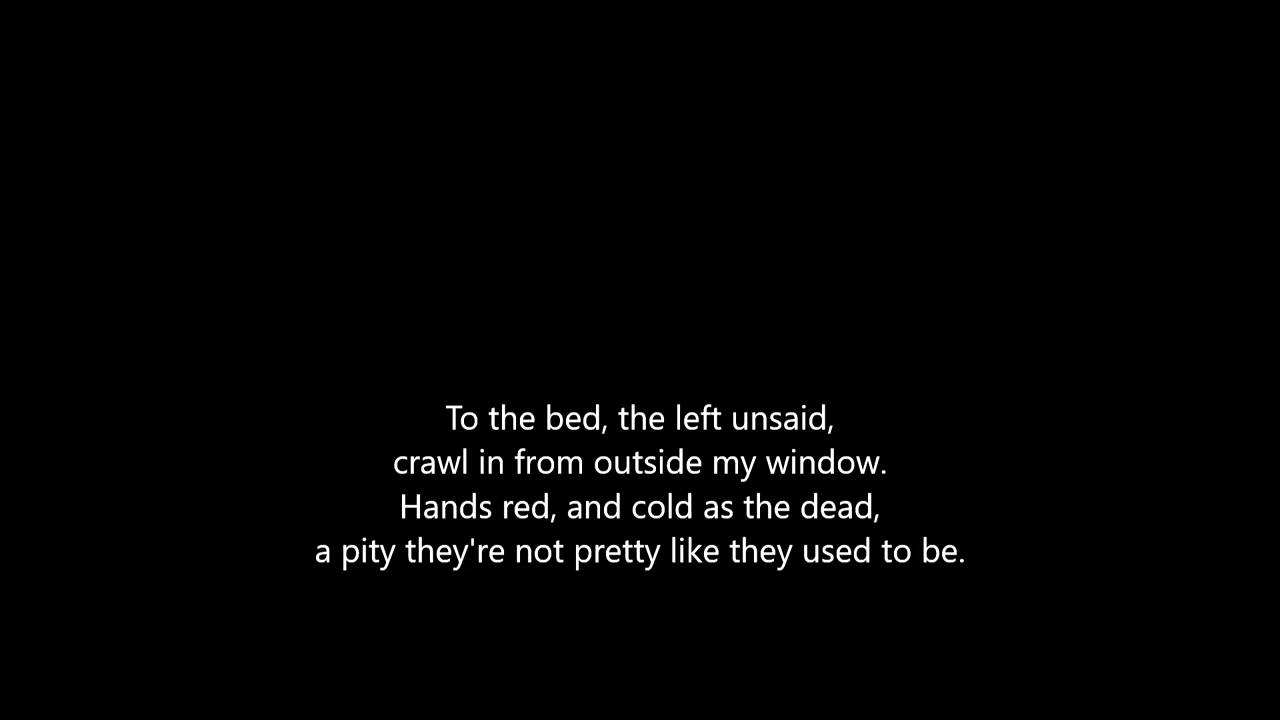 To the bed, the left unsaid,
crawl in from outside my window.
Hands red, and cold as the dead,
a pity they're not pretty like they used to be.